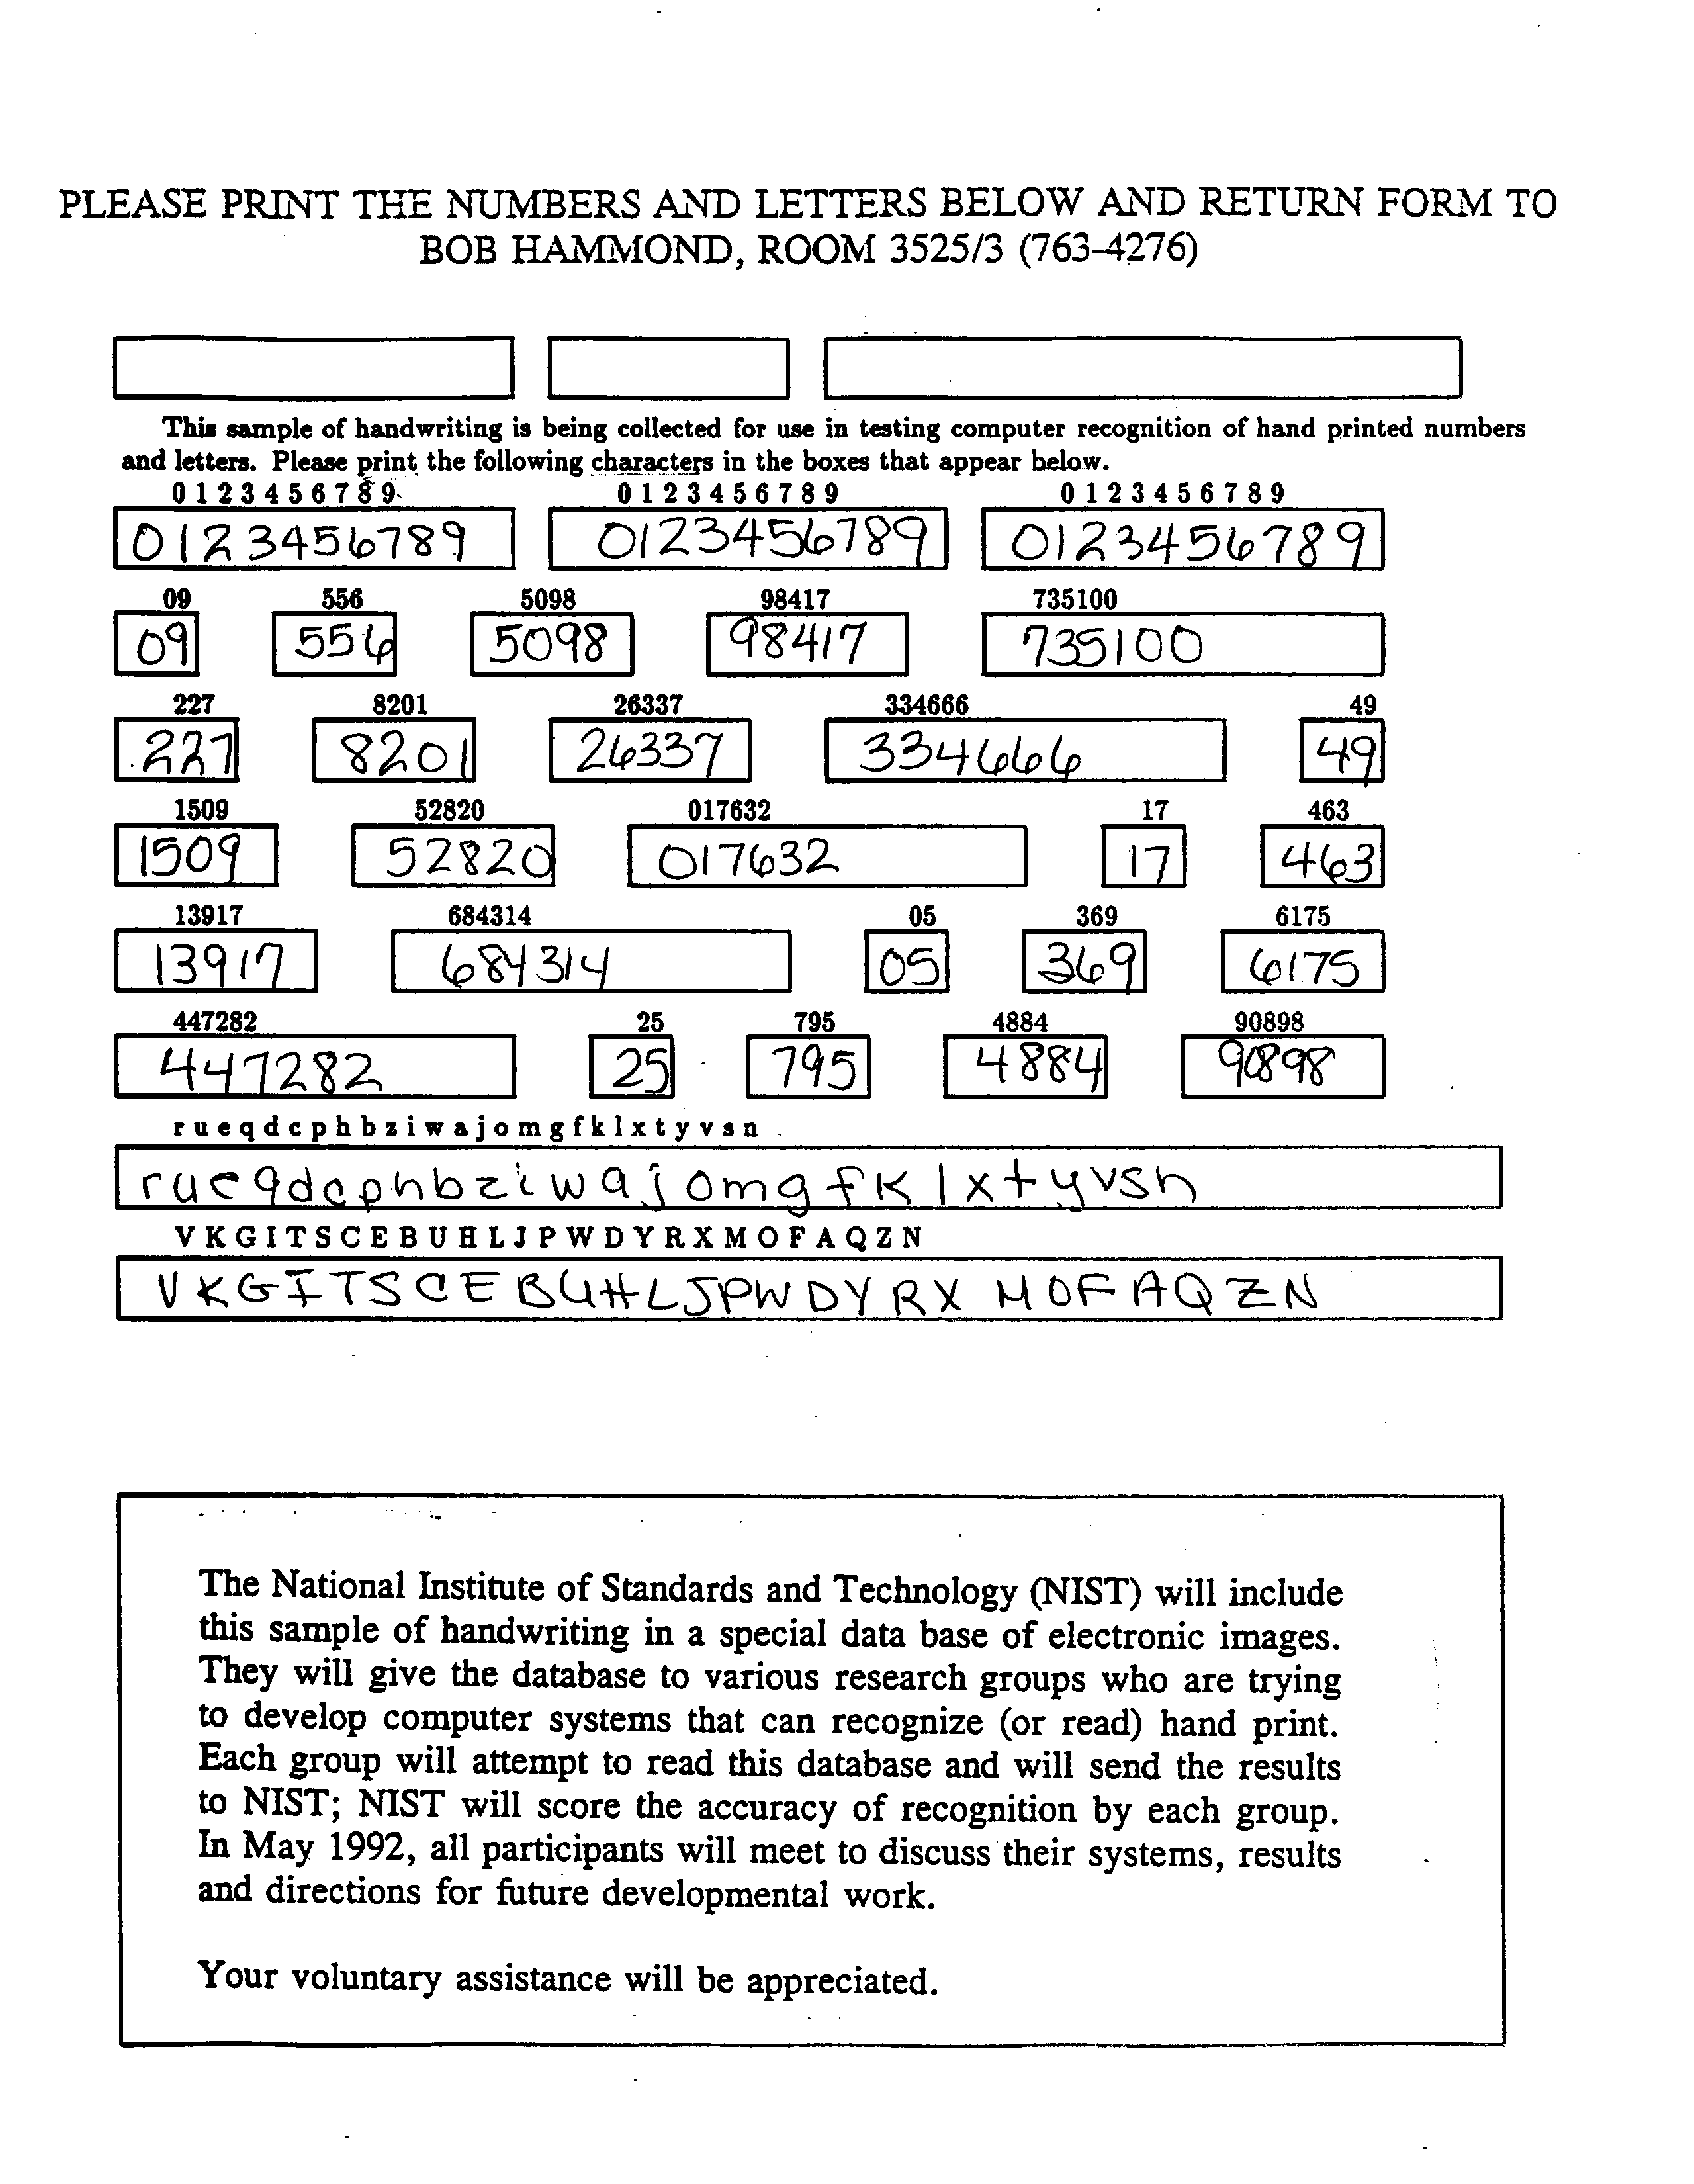 PLEASE PRINT THE NUMBERS AND LETTERS BELOW AND RETURN FORM TO
BOB HAMMOND, ROOM 3525/3 (763-4276)
This sample of handwriting is being collected for use in testing computer recognition of hand printed numbers
and letters. Please print the following characters in the boxes that appear below.
0 1 2 3 4 5 6 7 8 9 0 1 2 3 4 5 6 7 8 9 0 1 2 3 4 5 6 7 8 9
0123456789 0123456789 0123456789
09 556 5098 98417 735100
09 556 5098 98417 735100
227 8201 26337 334666 49
227 8201 26337 334666 49
1509 52820 017632 17 463
1509 52820 017632 17 463
13917 684314 05 369 6175
13917 684314 05 369 6175
447282 25 795 4884 90898
447282 25 795 4884 90898
r u e q d c p h b z i w a j o m g f k l x t y v s n
r u e q d c p h b z i w a j o m g f k l x t y v s n
V K G I T S C E B U H L J P W D Y R X M O F A Q Z N
V K G I T S C E B U H L J P W D Y R X M O F A Q Z N
The National Institute of Standards and Technology (NIST) will include
this sample of handwriting in a special data base of electronic images.
They will give the database to various research groups who are trying
to develop computer systems that can recognize (or read) hand print.
Each group will attempt to read this database and will send the results
to NIST; NIST will score the accuracy of recognition by each group.
In May 1992, all participants will meet to discuss their systems, results
and directions for future developmental work.
Your voluntary assistance will be appreciated.